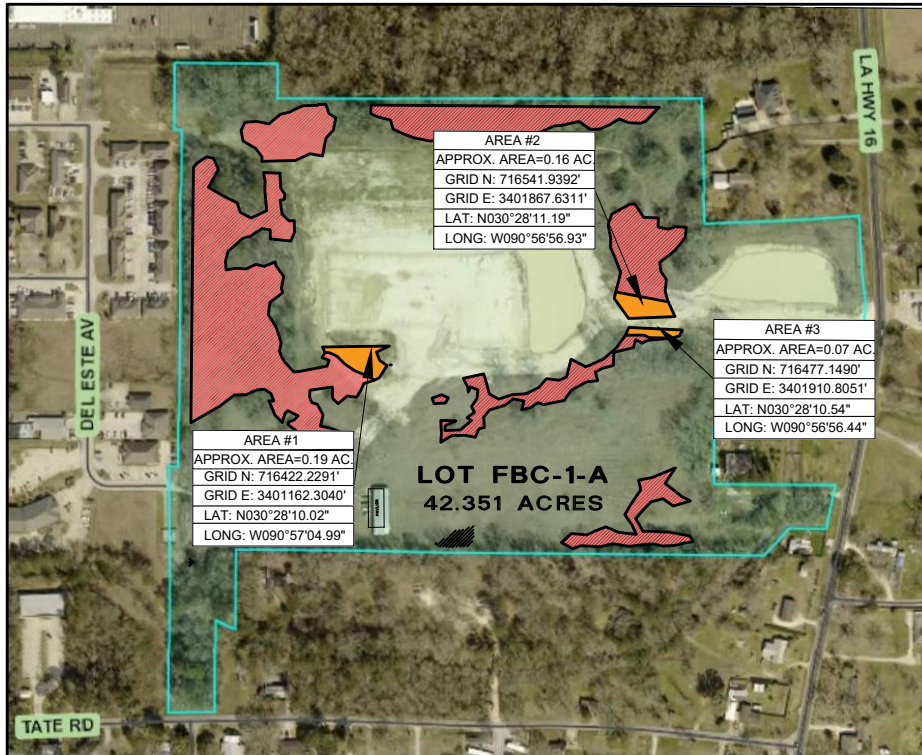 LA HWY 16
AREA #2
APPROX. AREA=0.16 AC.
GRID N: 716541.9392'
GRID E: 3401867.6311'
LAT: N030°28'11.19"
LONG: W090°56'56.93"
AREA #3
APPROX. AREA=0.07 AC.
GRID N: 716477.1490'
GRID E: 3401910.8051'
LAT: N030°28'10.54"
LONG: W090°56'56.44"
DEL ESTE AV
AREA #1
APPROX. AREA=0.19 AC.
GRID N: 716422.2291'
GRID E: 3401162.3040'
LAT: N030°28'10.02"
LONG: W090°57'04.99"
LOT FBC-1-A
42.351 ACRES
TATE RD